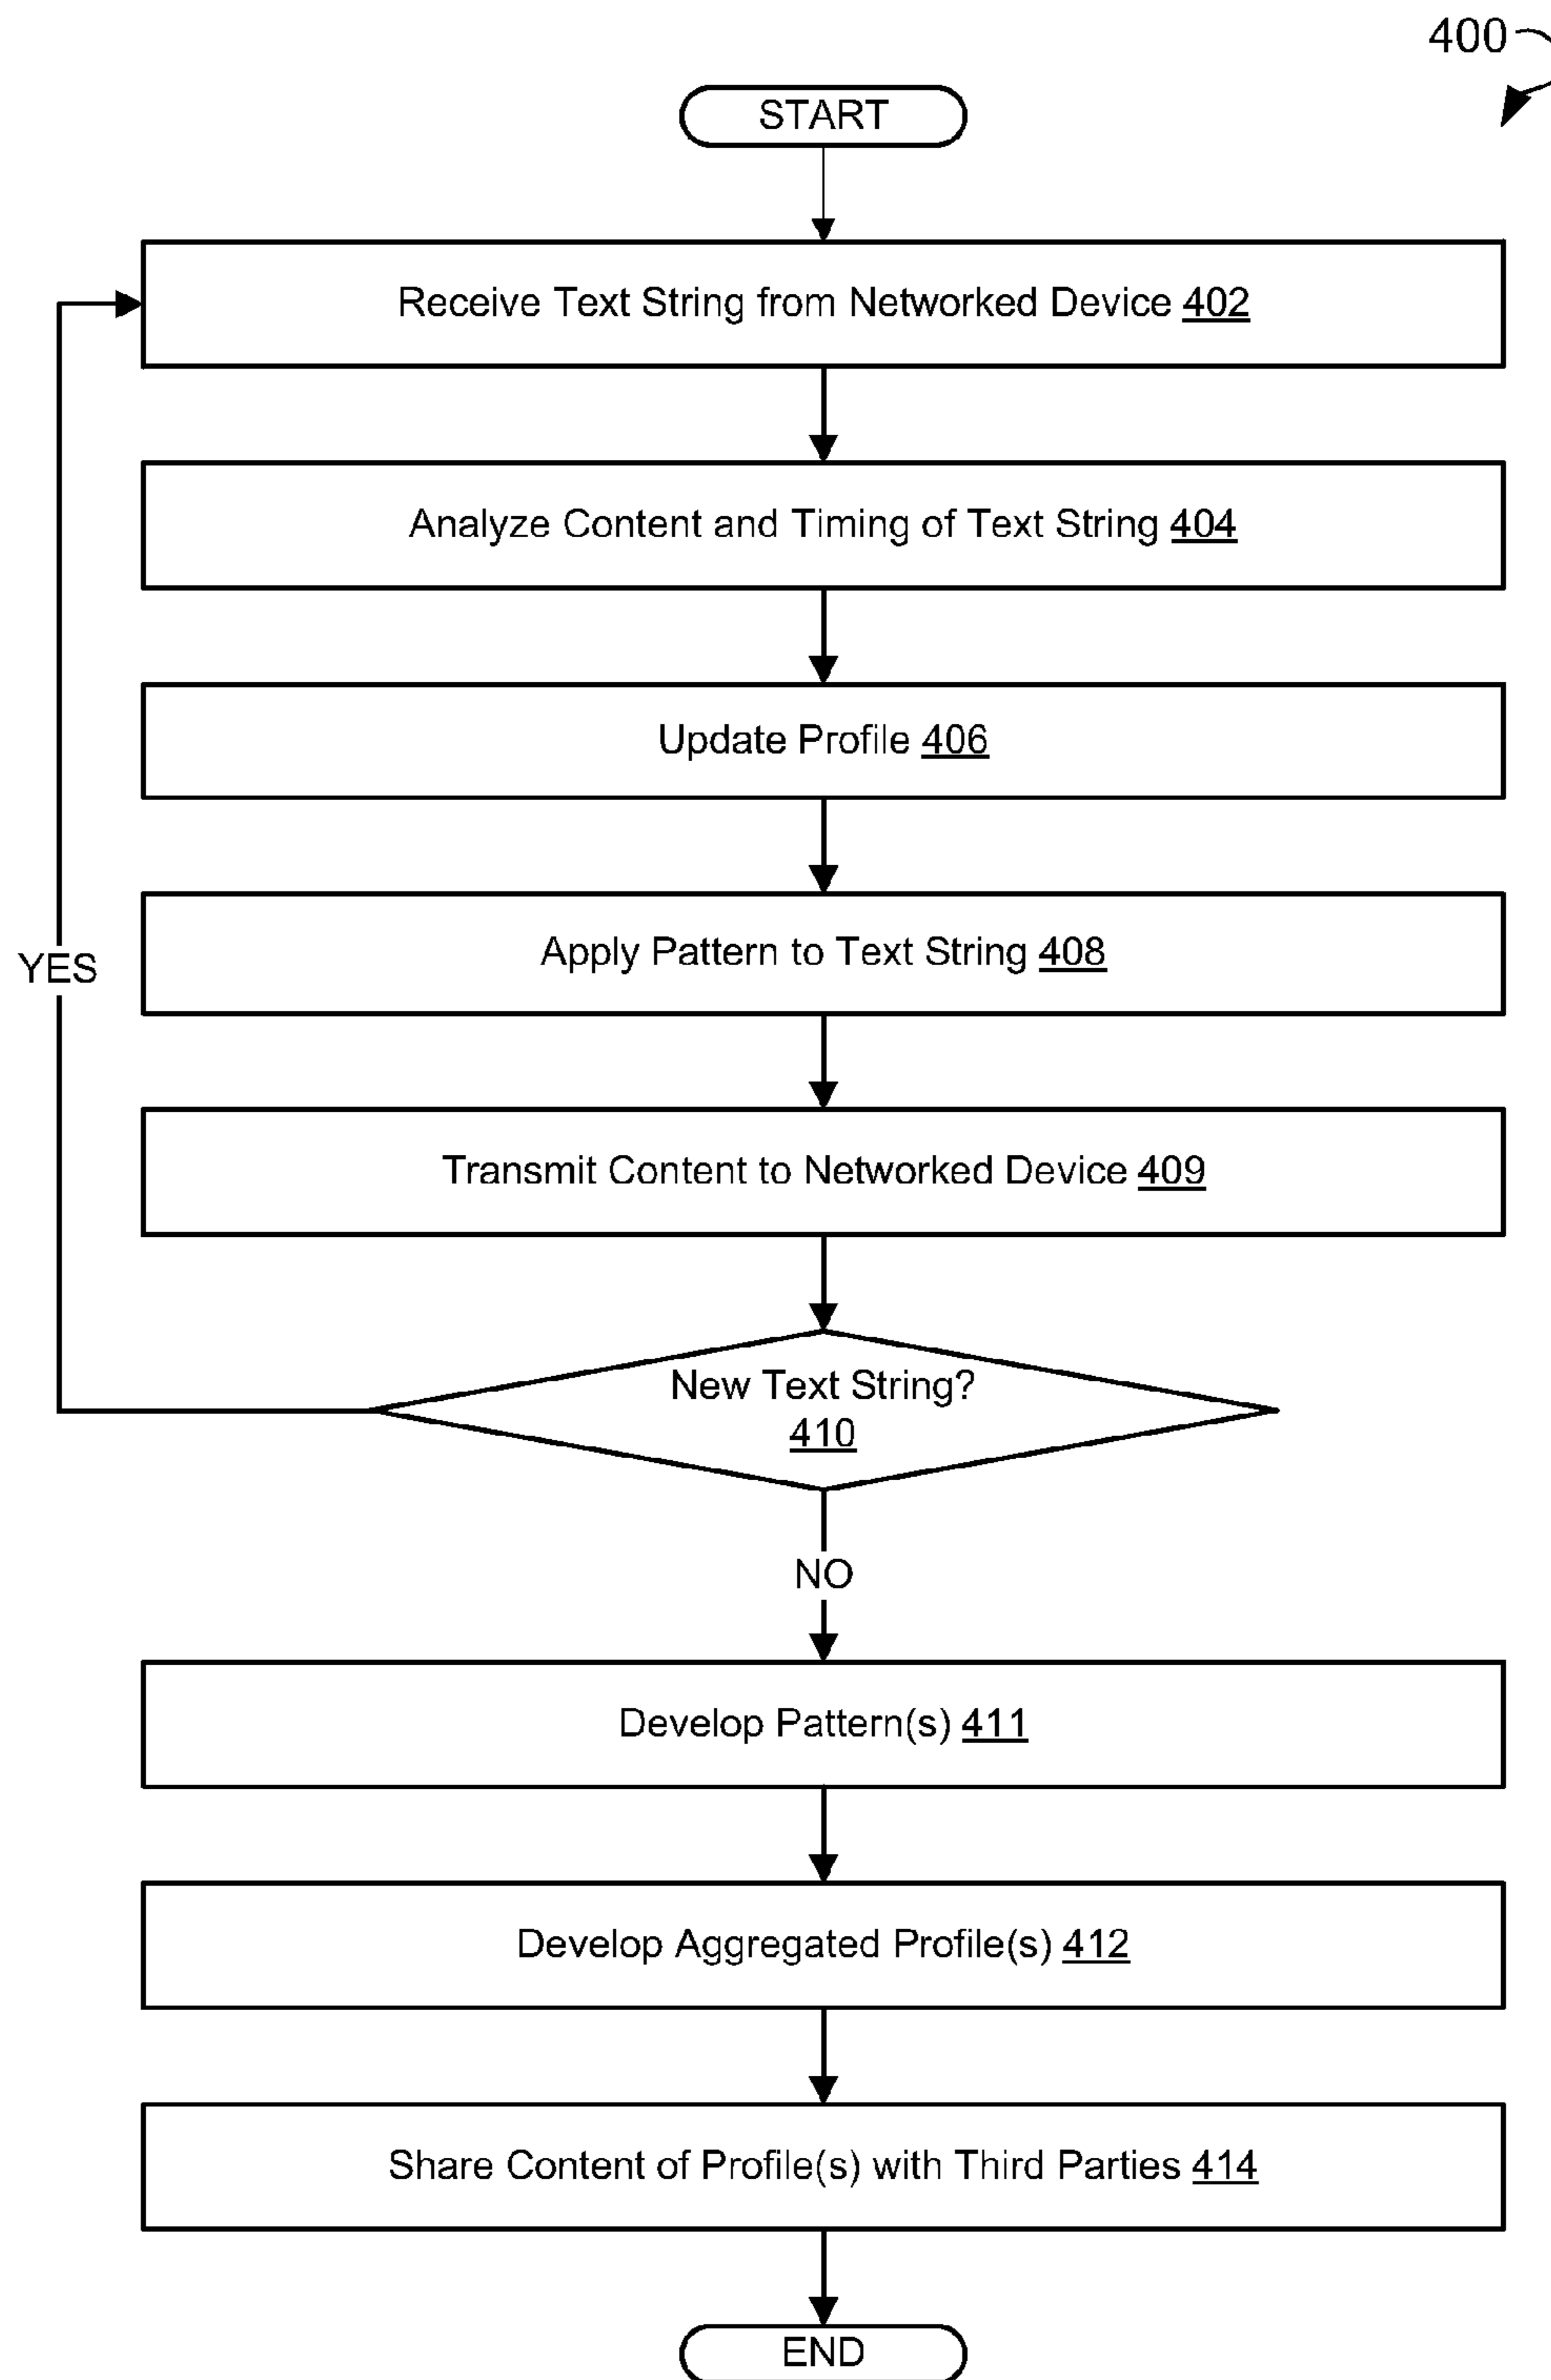 400
START
Receive Text String from Networked Device 402
Analyze Content and Timing of Text String 404
Update Profile 406
Apply Pattern to Text String 408
YES
Transmit Content to Networked Device 409
New Text String?
410
NO
Develop Pattern(s) 411
Develop Aggregated Profile(s) 412
Share Content of Profile(s) with Third Parties 414
END